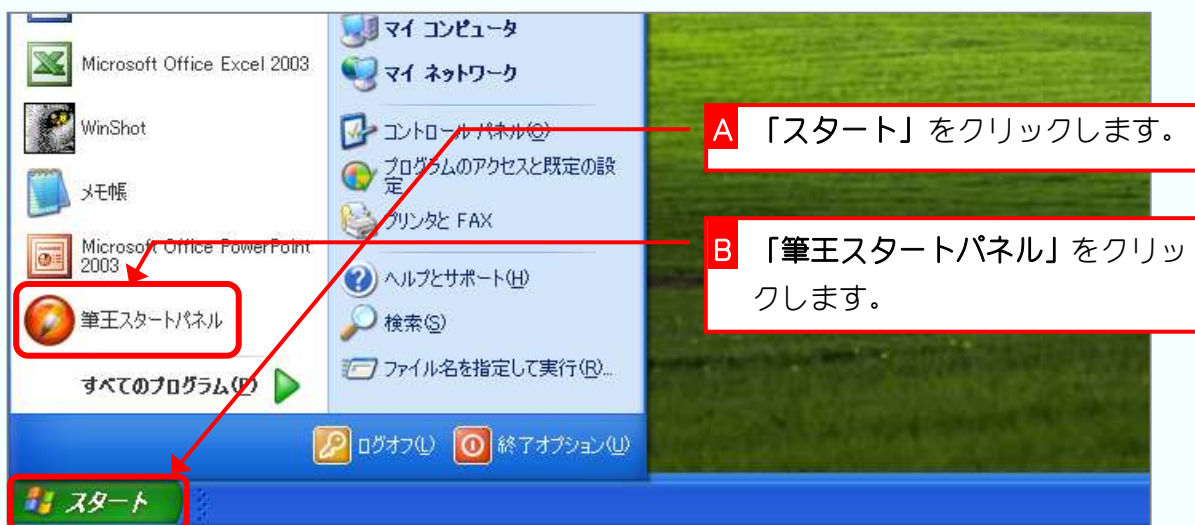 Microsoft Office Excel 2003
WinShot
メモ帳
Microsoft Office PowerPoint
2003
筆王スタートパネル
すべてのプログラム(P)
マイ コンピュータ
マイ ネットワーク
コントロール パネル(C)
プログラムのアクセスと既定の設
定
プリンタと FAX
ヘルプとサポート(H)
検索(S)
ファイル名を指定して実行(R)...
ログオフ(L)
終了オプション(U)
スタート
A 「スタート」をクリックします。
B 「筆王スタートパネル」をクリッ
クします。